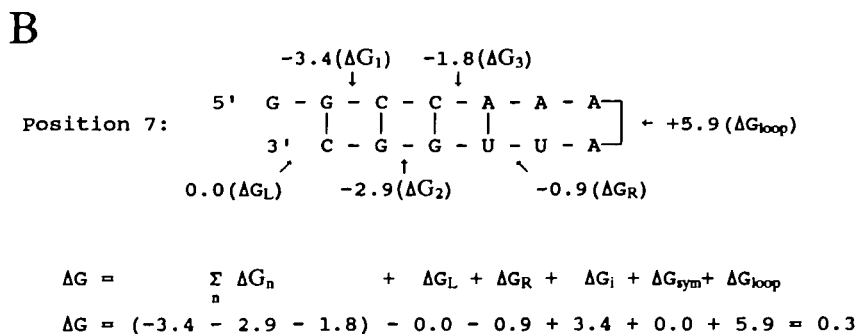 B
-3.4(ΔG1) -1.8(ΔG3)
↓ ↓
5' G - G - C - C - A - A - A
Position 7: ← +5.9(ΔGloop)
3' C - G - G - U - U - A
0.0(ΔGL) -2.9(ΔG2) -0.9(ΔGR)
ΔG = Σ ΔGn + ΔGL + ΔGR + ΔGi + ΔGsym+ ΔGloop
n
ΔG = (-3.4 - 2.9 - 1.8) - 0.0 - 0.9 + 3.4 + 0.0 + 5.9 = 0.3